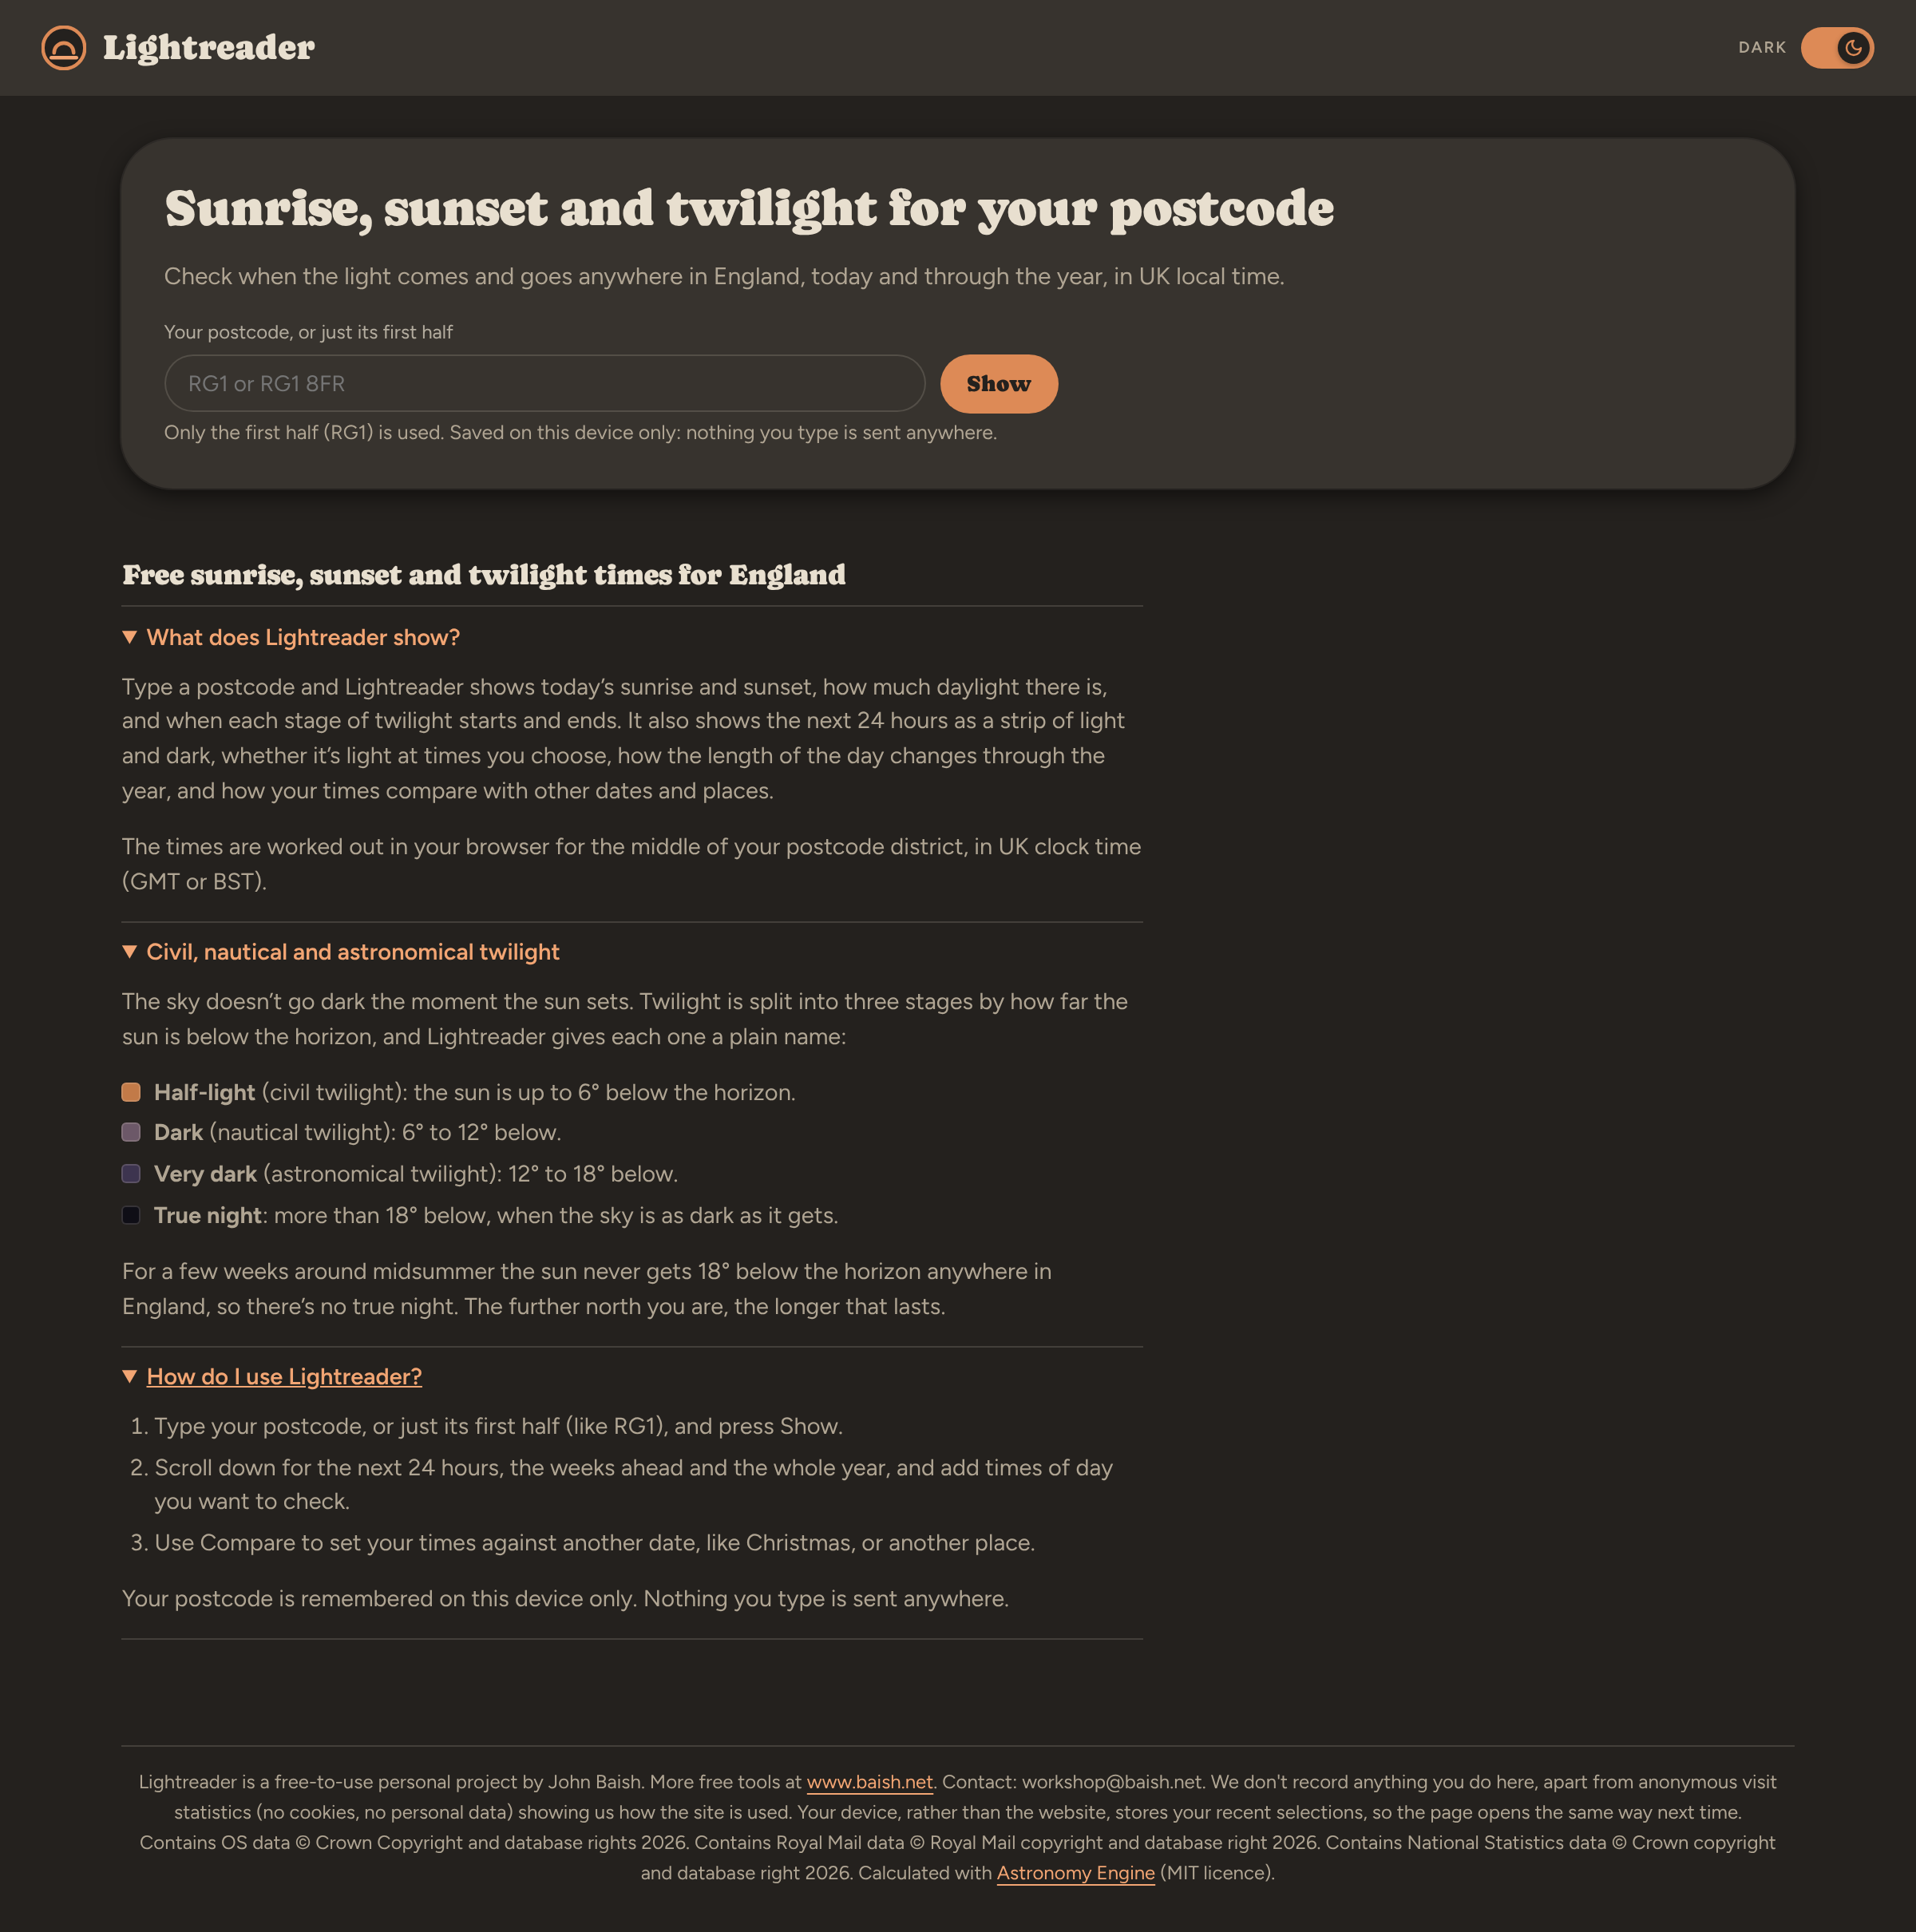 Lightreader
DARK
Sunrise, sunset and twilight for your postcode
Check when the light comes and goes anywhere in England, today and through the year, in UK local time.
Your postcode, or just its first half
RG1 or RG1 8FR
Show
Only the first half (RG1) is used. Saved on this device only: nothing you type is sent anywhere.
Free sunrise, sunset and twilight times for England
▼ What does Lightreader show?
Type a postcode and Lightreader shows today’s sunrise and sunset, how much daylight there is,
and when each stage of twilight starts and ends. It also shows the next 24 hours as a strip of light
and dark, whether it’s light at times you choose, how the length of the day changes through the
year, and how your times compare with other dates and places.
The times are worked out in your browser for the middle of your postcode district, in UK clock time
(GMT or BST).
▼ Civil, nautical and astronomical twilight
The sky doesn’t go dark the moment the sun sets. Twilight is split into three stages by how far the
sun is below the horizon, and Lightreader gives each one a plain name:
Half-light (civil twilight): the sun is up to 6° below the horizon.
Dark (nautical twilight): 6° to 12° below.
Very dark (astronomical twilight): 12° to 18° below.
True night: more than 18° below, when the sky is as dark as it gets.
For a few weeks around midsummer the sun never gets 18° below the horizon anywhere in
England, so there’s no true night. The further north you are, the longer that lasts.
▼ How do I use Lightreader?
1. Type your postcode, or just its first half (like RG1), and press Show.
2. Scroll down for the next 24 hours, the weeks ahead and the whole year, and add times of day
you want to check.
3. Use Compare to set your times against another date, like Christmas, or another place.
Your postcode is remembered on this device only. Nothing you type is sent anywhere.
Lightreader is a free-to-use personal project by John Baish. More free tools at www.baish.net. Contact: workshop@baish.net. We don't record anything you do here, apart from anonymous visit
statistics (no cookies, no personal data) showing us how the site is used. Your device, rather than the website, stores your recent selections, so the page opens the same way next time.
Contains OS data © Crown Copyright and database rights 2026. Contains Royal Mail data © Royal Mail copyright and database right 2026. Contains National Statistics data © Crown copyright
and database right 2026. Calculated with Astronomy Engine (MIT licence).